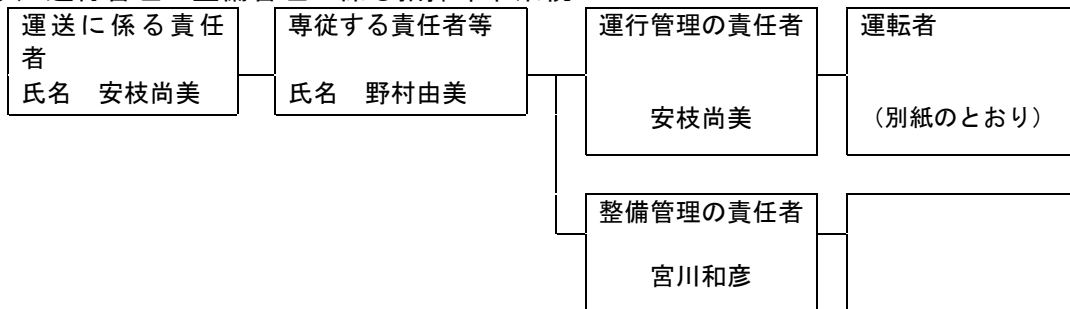 運送に係る責任
者
氏名　安枝尚美
専従する責任者等
氏名　野村由美
運行管理の責任者
安枝尚美
運転者
（別紙のとおり）
整備管理の責任者
宮川和彦